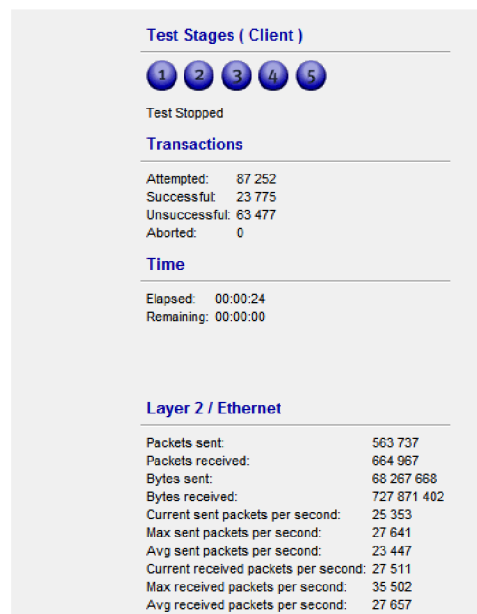 Test Stages ( Client )
1 2 3 4 5
Test Stopped
Transactions
Attempted: 87 252
Successful: 23 775
Unsuccessful: 63 477
Aborted: 0
Time
Elapsed: 00:00:24
Remaining: 00:00:00
Layer 2 / Ethernet
Packets sent: 563 737
Packets received: 664 967
Bytes sent: 68 267 668
Bytes received: 727 871 402
Current sent packets per second: 25 353
Max sent packets per second: 27 641
Avg sent packets per second: 23 447
Current received packets per second: 27 511
Max received packets per second: 35 502
Avg received packets per second: 27 657